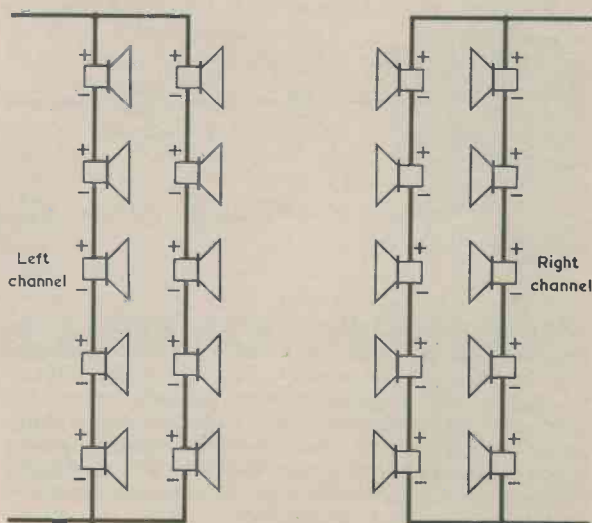 + + + +
- - - -
+ + + +
- - - -
Left
channel
+ + + +
- - - -
Right
channel
+ + + +
- - - -
+ + + +
- - - -